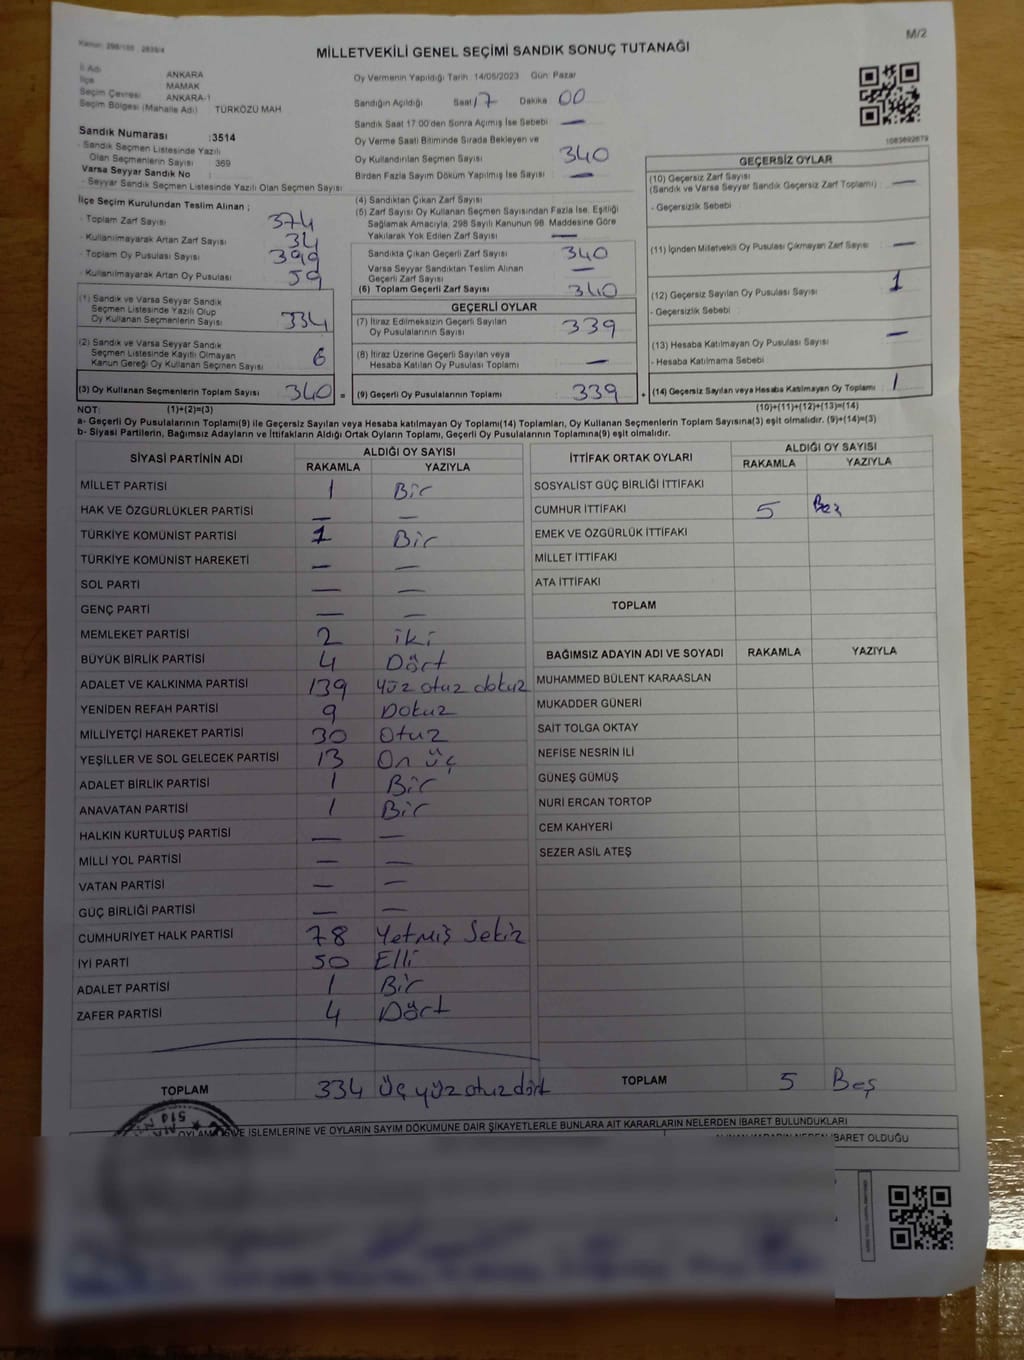 Kanun: 298/105 , 2839/4
M/2
MİLLETVEKİLİ GENEL SEÇİMİ SANDIK SONUÇ TUTANAĞI
İl Adı ANKARA
İlçe MAMAK
Seçim Çevresi ANKARA-1
Seçim Bölgesi (Mahalle Adı) TÜRKÖZÜ MAH.
Sandık Numarası :3514
- Sandık Seçmen Listesinde Yazılı
Olan Seçmenlerin Sayısı : 369
Varsa Seyyar Sandık No :
- Seyyar Sandık Seçmen Listesinde Yazılı Olan Seçmen Sayısı:
İlçe Seçim Kurulundan Teslim Alınan ;
- Toplam Zarf Sayısı 374
- Kullanılmayarak Artan Zarf Sayısı 34
- Toplam Oy Pusulası Sayısı 399
- Kullanılmayarak Artan Oy Pusulası 59
(1) Sandık ve Varsa Seyyar Sandık
Seçmen Listesinde Yazılı Olup
Oy Kullanan Seçmenlerin Sayısı 334
(2) Sandık ve Varsa Seyyar Sandık
Seçmen Listesinde Kayıtlı Olmayan
Kanun Gereği Oy Kullanan Seçmen Sayısı 6
(3) Oy Kullanan Seçmenlerin Toplam Sayısı 340 =
Oy Vermenin Yapıldığı Tarih: 14/05/2023 Gün: Pazar
Sandığın Açıldığı Saat 17 Dakika 00
Sandık Saat 17:00'den Sonra Açımış İse Sebebi —
Oy Verme Saati Bitiminde Sırada Bekleyen ve
Oy Kullandırılan Seçmen Sayısı 340
Birden Fazla Sayım Döküm Yapılmış İse Sayısı —
(4) Sandıktan Çıkan Zarf Sayısı
(5) Zarf Sayısı Oy Kullanan Seçmen Sayısından Fazla İse, Eşitliği
Sağlamak Amacıyla, 298 Sayılı Kanunun 98. Maddesine Göre
Yakılarak Yok Edilen Zarf Sayısı —
Sandıkta Çıkan Geçerli Zarf Sayısı 340
Varsa Seyyar Sandıktan Teslim Alınan
Geçerli Zarf Sayısı —
(6) Toplam Geçerli Zarf Sayısı 340
GEÇERLİ OYLAR
(7) İtiraz Edilmeksizin Geçerli Sayılan
Oy Pusulalarının Sayısı 339
(8) İtiraz Üzerine Geçerli Sayılan veya
Hesaba Katılan Oy Pusulası Toplamı —
(9) Geçerli Oy Pusulalarının Toplamı 339 +
1083692879
GEÇERSİZ OYLAR
(10) Geçersiz Zarf Sayısı
(Sandık ve Varsa Seyyar Sandık Geçersiz Zarf Toplamı) —
- Geçersizlik Sebebi :
(11) İçinden Milletvekili Oy Pusulası Çıkmayan Zarf Sayısı —
(12) Geçersiz Sayılan Oy Pusulası Sayısı 1
- Geçersizlik Sebebi :
(13) Hesaba Katılmayan Oy Pusulası Sayısı —
- Hesaba Katılmama Sebebi
(14) Geçersiz Sayılan veya Hesaba Katılmayan Oy Toplamı 1
NOT: (1)+(2)=(3) (10)+(11)+(12)+(13)=(14)
a- Geçerli Oy Pusulalarının Toplamı(9) ile Geçersiz Sayılan veya Hesaba katılmayan Oy Toplamı(14) Toplamları, Oy Kullanan Seçmenlerin Toplam Sayısına(3) eşit olmalıdır. (9)+(14)=(3)
b- Siyasi Partilerin, Bağımsız Adayların ve İttifakların Aldığı Ortak Oyların Toplamı, Geçerli Oy Pusulalarının Toplamına(9) eşit olmalıdır.
SİYASİ PARTİNİN ADI ALDIĞI OY SAYISI
RAKAMLA YAZIYLA
MİLLET PARTİSİ 1 Bir
HAK VE ÖZGÜRLÜKLER PARTİSİ — —
TÜRKİYE KOMÜNİST PARTİSİ 1 Bir
TÜRKİYE KOMÜNİST HAREKETİ — —
SOL PARTİ — —
GENÇ PARTİ — —
MEMLEKET PARTİSİ 2 iki
BÜYÜK BİRLİK PARTİSİ 4 Dört
ADALET VE KALKINMA PARTİSİ 139 Yüz otuz dokuz
YENİDEN REFAH PARTİSİ 9 Dokuz
MİLLİYETÇİ HAREKET PARTİSİ 30 Otuz
YEŞİLLER VE SOL GELECEK PARTİSİ 13 On üç
ADALET BİRLİK PARTİSİ 1 Bir
ANAVATAN PARTİSİ 1 Bir
HALKIN KURTULUŞ PARTİSİ — —
MİLLİ YOL PARTİSİ — —
VATAN PARTİSİ — —
GÜÇ BİRLİĞİ PARTİSİ — —
CUMHURİYET HALK PARTİSİ 78 Yetmiş Sekiz
İYİ PARTİ 50 Elli
ADALET PARTİSİ 1 Bir
ZAFER PARTİSİ 4 Dört
TOPLAM 334 Üç yüz otuz dört
İTTİFAK ORTAK OYLARI ALDIĞI OY SAYISI
RAKAMLA YAZIYLA
SOSYALİST GÜÇ BİRLİĞİ İTTİFAKI
CUMHUR İTTİFAKI 5 Beş
EMEK VE ÖZGÜRLÜK İTTİFAKI
MİLLET İTTİFAKI
ATA İTTİFAKI
TOPLAM
BAĞIMSIZ ADAYIN ADI VE SOYADI RAKAMLA YAZIYLA
MUHAMMED BÜLENT KARAASLAN
MUKADDER GÜNERİ
SAİT TOLGA OKTAY
NEFİSE NESRİN İLİ
GÜNEŞ GÜMÜŞ
NURİ ERCAN TORTOP
CEM KAHYERİ
SEZER ASİL ATEŞ
TOPLAM 5 Beş
İŞLEMLERİNE VE OYLARIN SAYIM DÖKÜMÜNE DAİR ŞİKAYETLERLE BUNLARA AİT KARARLARIN NELERDEN İBARET BULUNDUKLARI
İBARET OLDUĞU